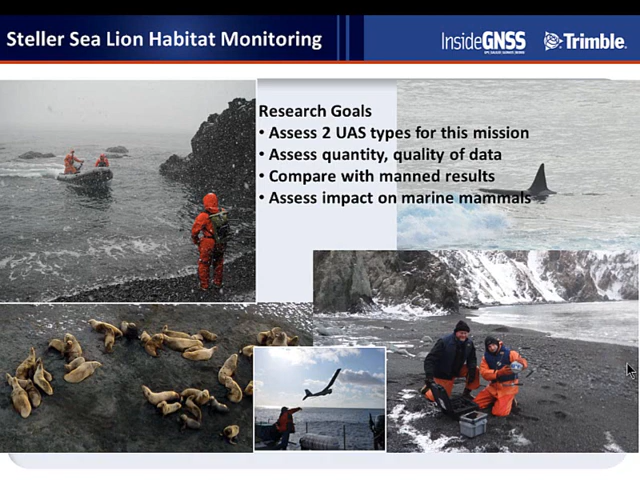 Steller Sea Lion Habitat Monitoring
InsideGNSS
Trimble.
Research Goals
• Assess 2 UAS types for this mission
• Assess quantity, quality of data
• Compare with manned results
• Assess impact on marine mammals